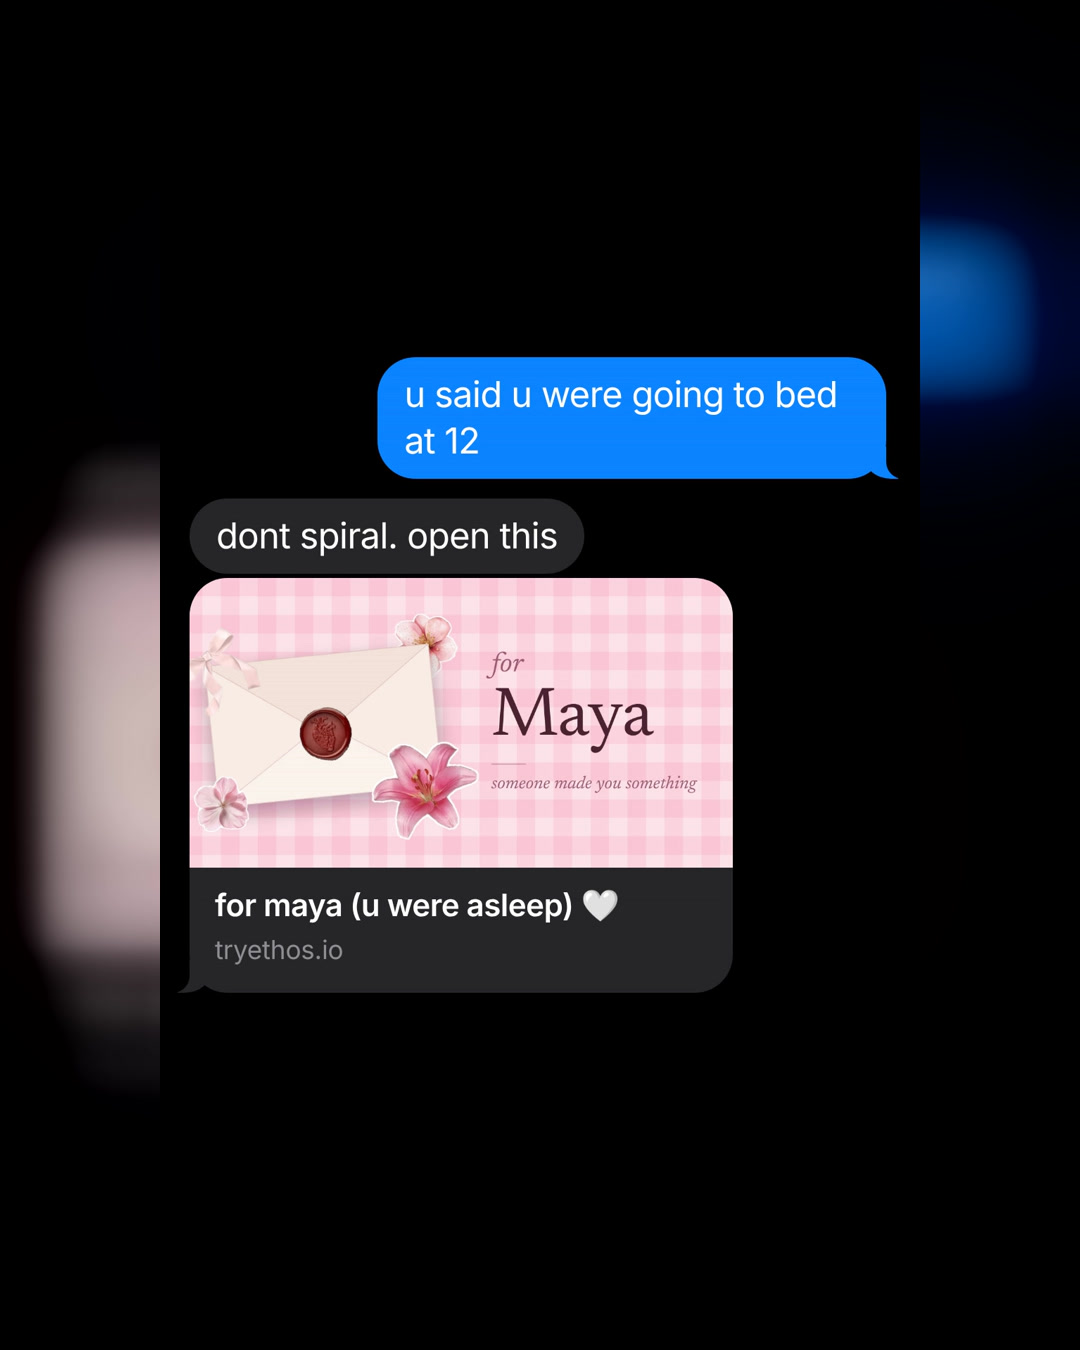 u said u were going to bed
at 12
dont spiral. open this
for
Maya
someone made you something
for maya (u were asleep) 🤍
tryethos.io